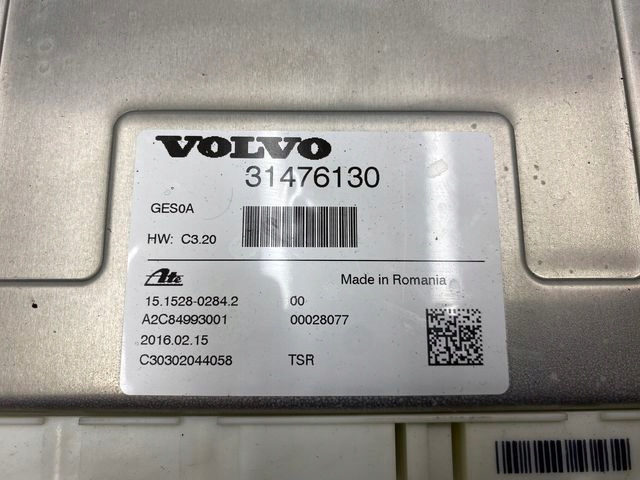 VOLVO
31476130
GES0A
HW: C3.20
Ate Made in Romania
15.1528-0284.2 00
A2C84993001 00028077
2016.02.15
C30302044058 TSR